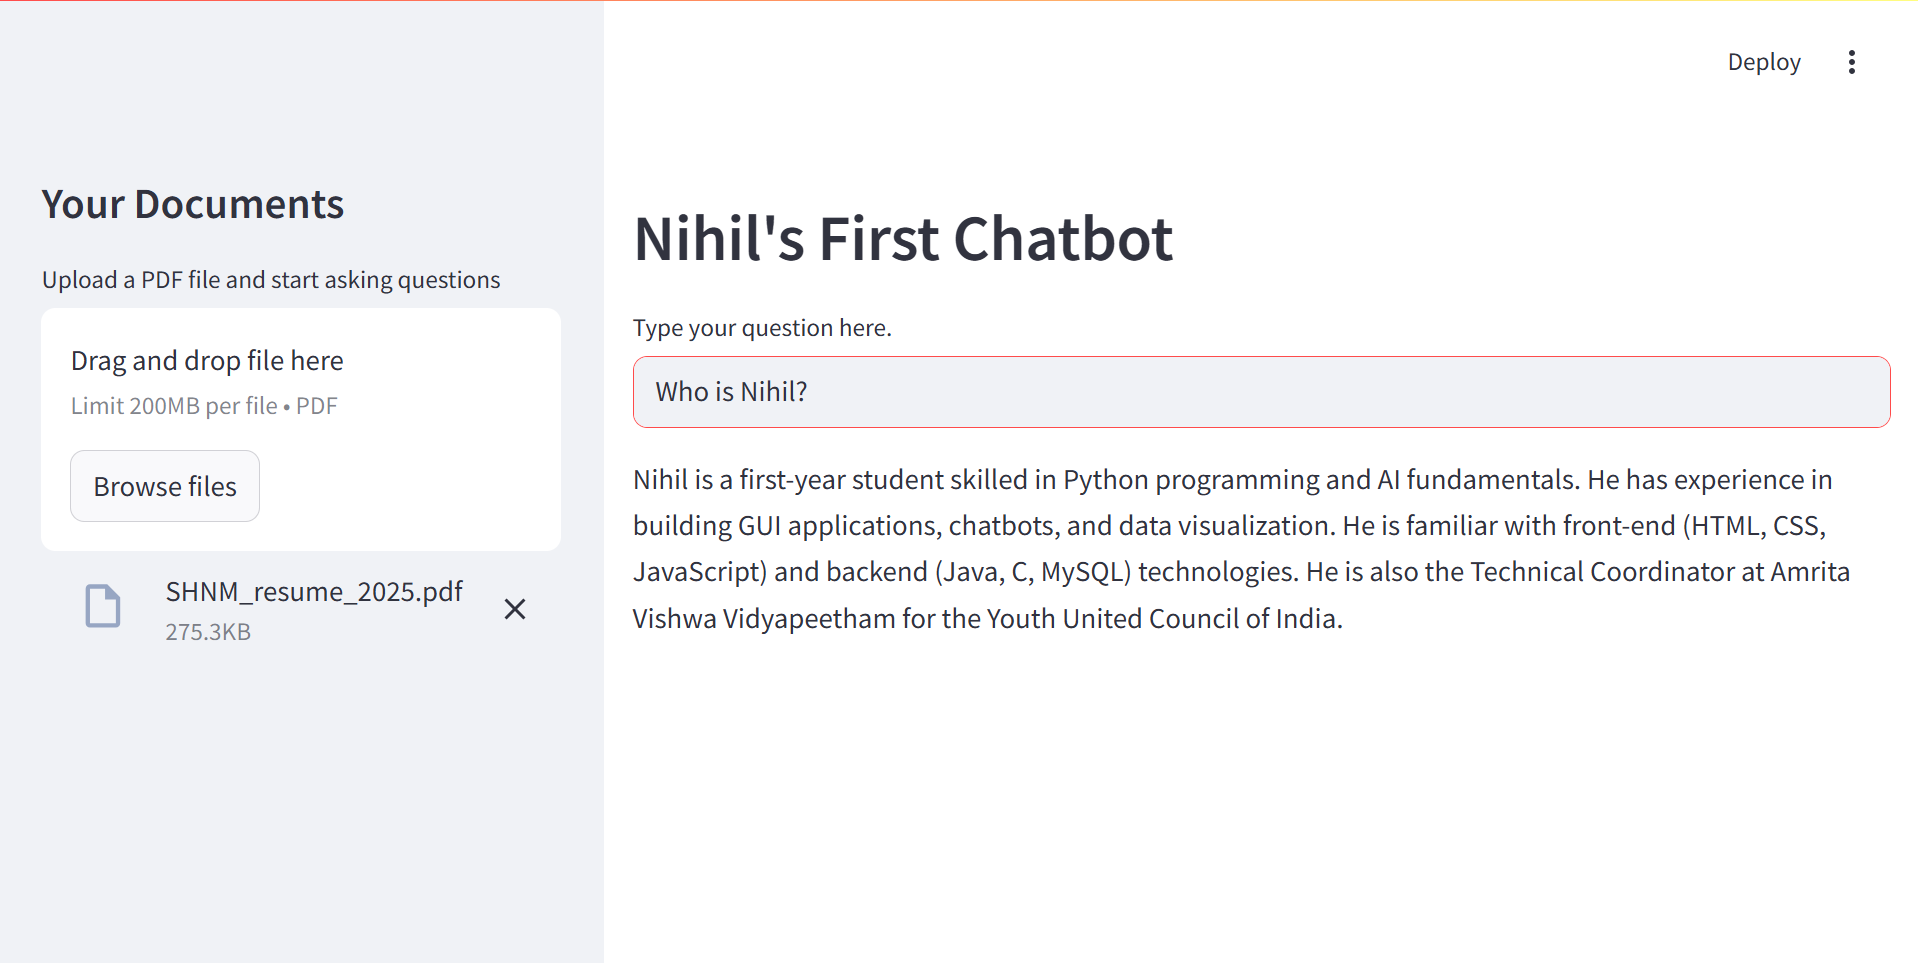 Deploy
Your Documents
Upload a PDF file and start asking questions
Drag and drop file here
Limit 200MB per file • PDF
Browse files
SHNM_resume_2025.pdf
275.3KB
Nihil's First Chatbot
Type your question here.
Who is Nihil?
Nihil is a first-year student skilled in Python programming and AI fundamentals. He has experience in
building GUI applications, chatbots, and data visualization. He is familiar with front-end (HTML, CSS,
JavaScript) and backend (Java, C, MySQL) technologies. He is also the Technical Coordinator at Amrita
Vishwa Vidyapeetham for the Youth United Council of India.